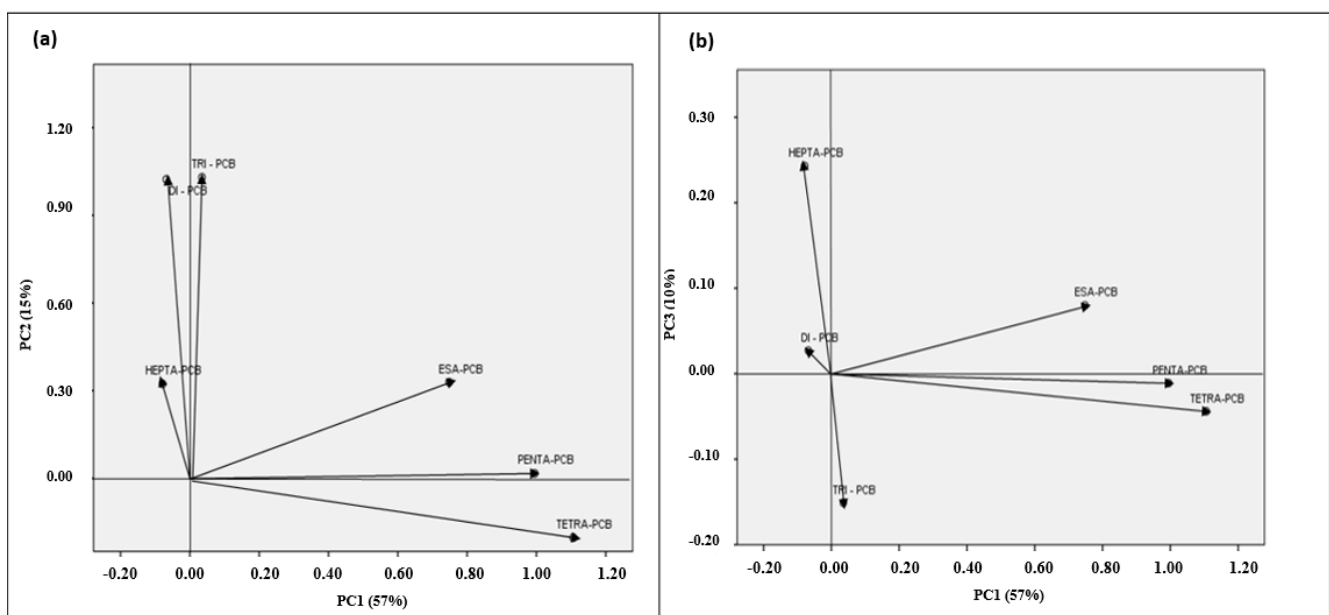 (a)
1.20
0.90
0.60
0.30
0.00
PC2 (15%)
TRI - PCB
DI - PCB
HEPTA-PCB
ESA-PCB
PENTA-PCB
TETRA-PCB
-0.20 0.00 0.20 0.40 0.60 0.80 1.00 1.20
PC1 (57%)
(b)
0.30
0.20
0.10
0.00
-0.10
-0.20
PC3 (10%)
HEPTA-PCB
ESA-PCB
DI - PCB
PENTA-PCB
TETRA-PCB
TRI - PCB
-0.20 0.00 0.20 0.40 0.60 0.80 1.00 1.20
PC1 (57%)